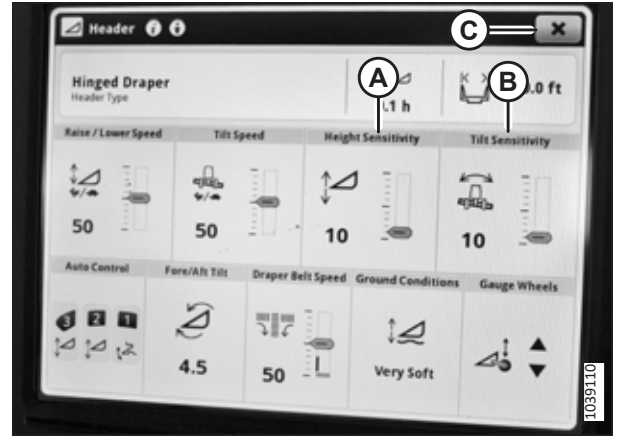 Header i i
C
Hinged Draper
Header Type
A
B
.1 h
.0 ft
Raise / Lower Speed
Tilt Speed
Height Sensitivity
Tilt Sensitivity
50
50
10
10
Auto Control
Fore/Aft Tilt
Draper Belt Speed
Ground Conditions
Gauge Wheels
3 2 1
4.5
50
Very Soft
1039110